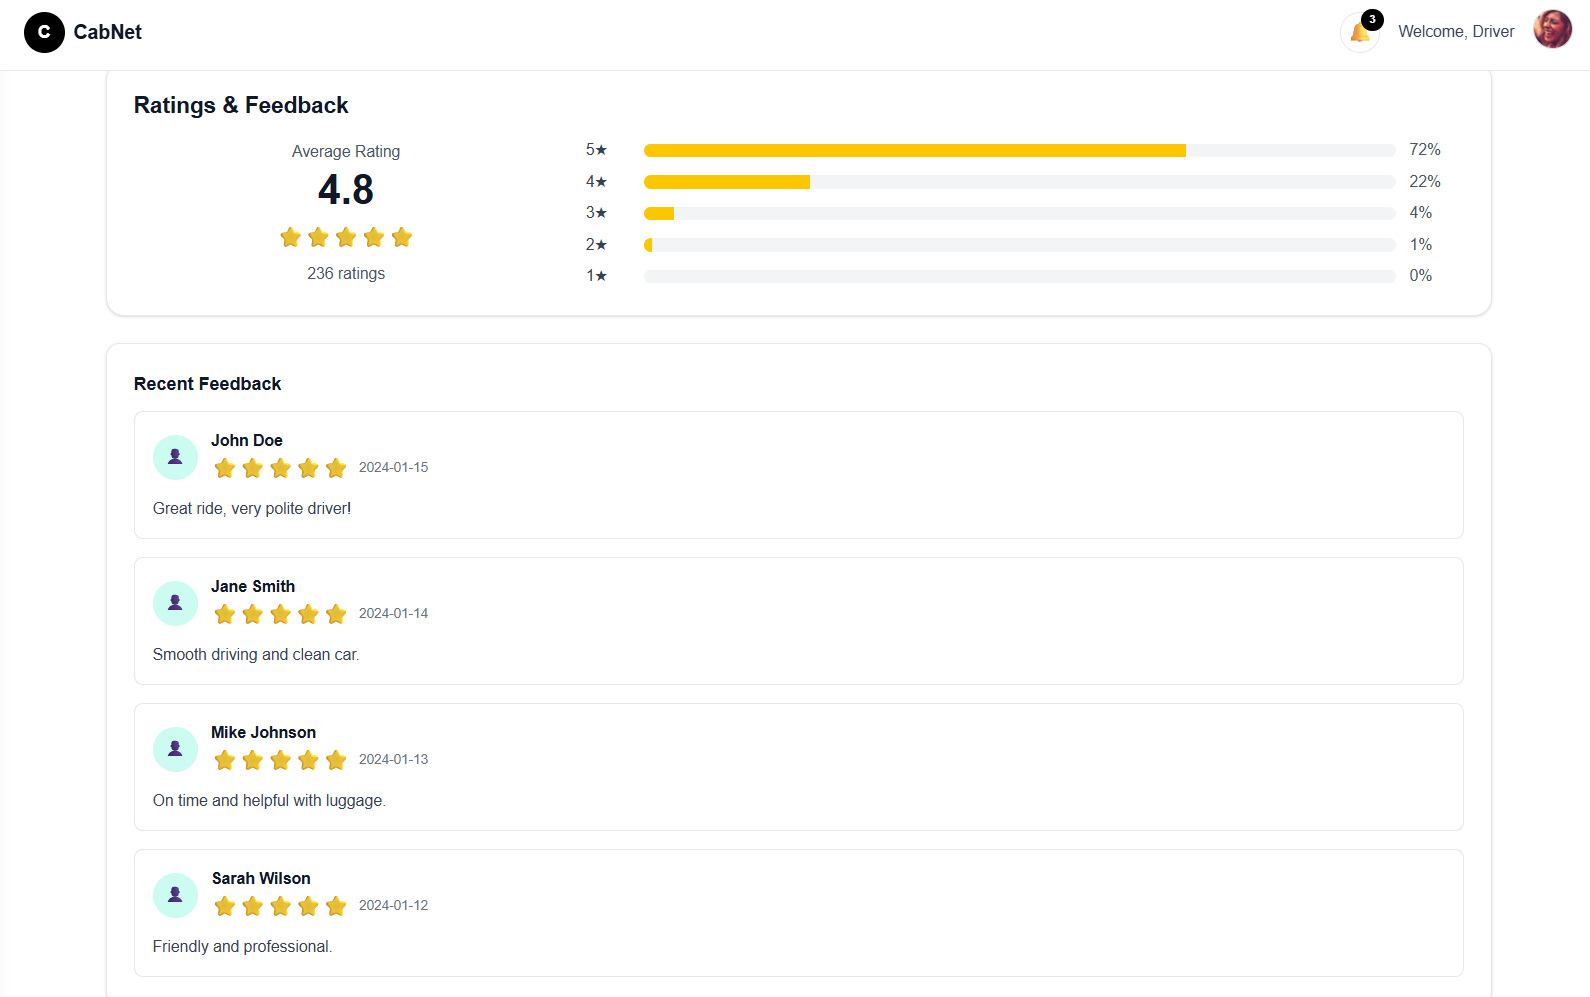 C CabNet
3
Welcome, Driver
Ratings & Feedback
Average Rating
4.8
236 ratings
5★ 72%
4★ 22%
3★ 4%
2★ 1%
1★ 0%
Recent Feedback
John Doe
2024-01-15
Great ride, very polite driver!
Jane Smith
2024-01-14
Smooth driving and clean car.
Mike Johnson
2024-01-13
On time and helpful with luggage.
Sarah Wilson
2024-01-12
Friendly and professional.